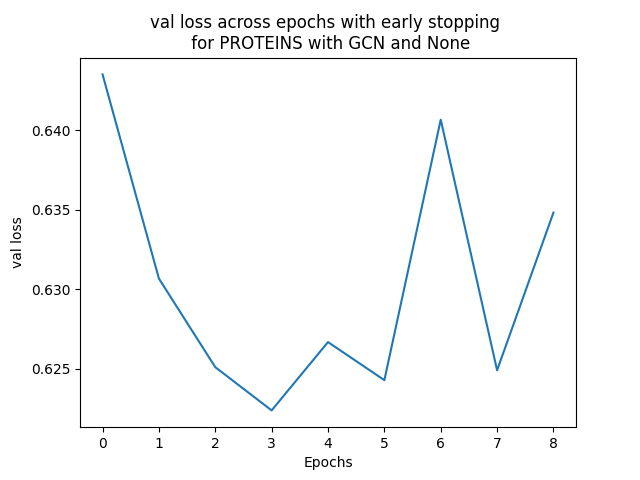 val loss across epochs with early stopping
for PROTEINS with GCN and None
0.640
0.635
0.630
0.625
val loss
0 1 2 3 4 5 6 7 8
Epochs